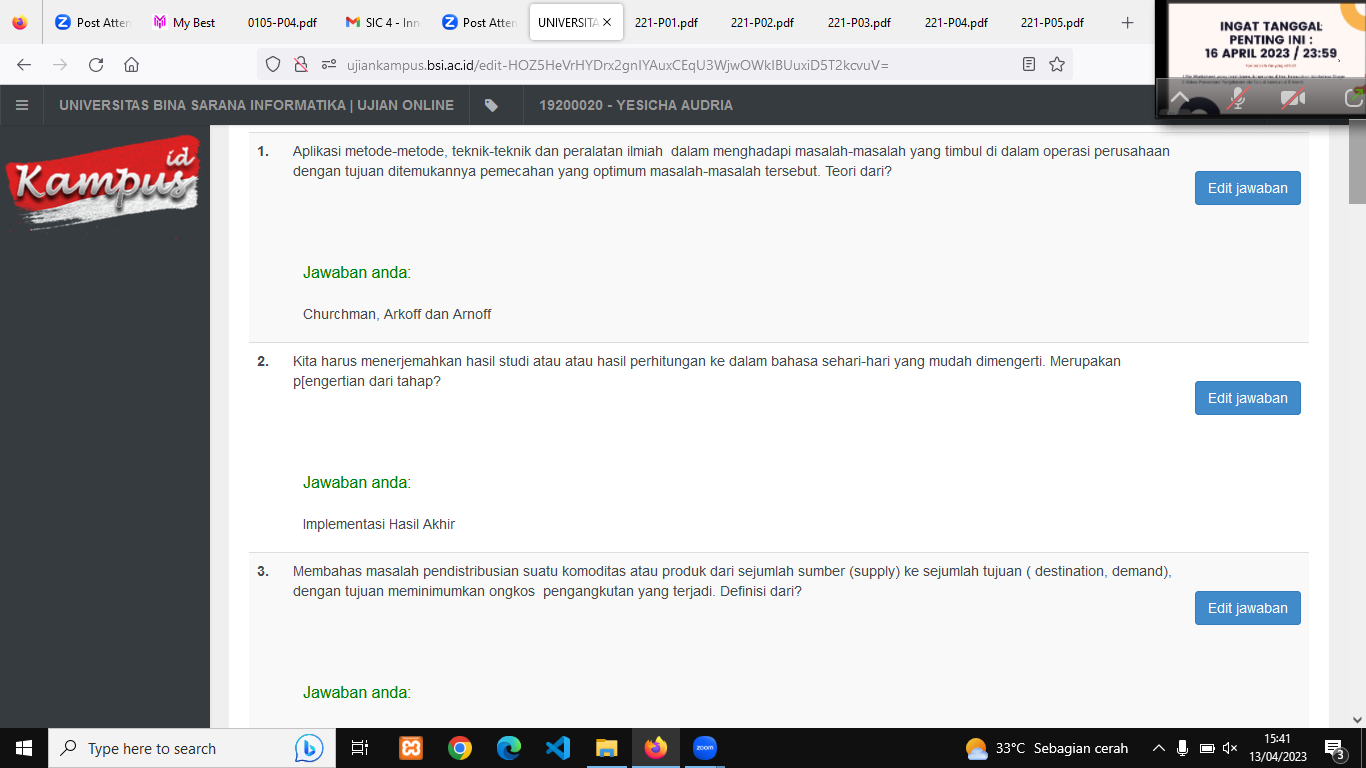 Post Atten
My Best
0105-P04.pdf
SIC 4 - Inn
Post Atten
UNIVERSITA
221-P01.pdf
221-P02.pdf
221-P03.pdf
221-P04.pdf
221-P05.pdf
ujiankampus.bsi.ac.id/edit-HOZ5HeVrHYDrx2gnIYAuxCEqU3WjwOWkIBUuxiD5T2kcvuV=
INGAT TANGGAL
PENTING INI :
16 APRIL 2023 / 23:59
UNIVERSITAS BINA SARANA INFORMATIKA | UJIAN ONLINE
19200020 - YESICHA AUDRIA
Kampus id
1. Aplikasi metode-metode, teknik-teknik dan peralatan ilmiah  dalam menghadapi masalah-masalah yang timbul di dalam operasi perusahaan
dengan tujuan ditemukannya pemecahan yang optimum masalah-masalah tersebut. Teori dari?
Edit jawaban
Jawaban anda:
Churchman, Arkoff dan Arnoff
2. Kita harus menerjemahkan hasil studi atau atau hasil perhitungan ke dalam bahasa sehari-hari yang mudah dimengerti. Merupakan
p[engertian dari tahap?
Edit jawaban
Jawaban anda:
Implementasi Hasil Akhir
3. Membahas masalah pendistribusian suatu komoditas atau produk dari sejumlah sumber (supply) ke sejumlah tujuan ( destination, demand),
dengan tujuan meminimumkan ongkos  pengangkutan yang terjadi. Definisi dari?
Edit jawaban
Jawaban anda:
Type here to search
zoom
33°C Sebagian cerah
15:41
13/04/2023
3